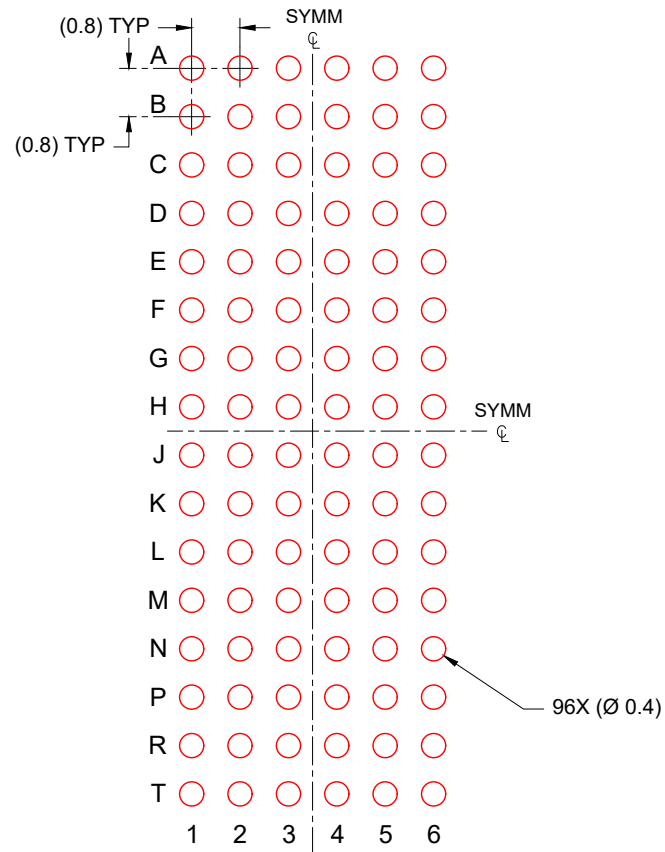 (0.8) TYP
SYMM
℄
A
B
(0.8) TYP
C
D
E
F
G
H
SYMM
℄
J
K
L
M
N
P
96X (Ø 0.4)
R
T
1 2 3 4 5 6